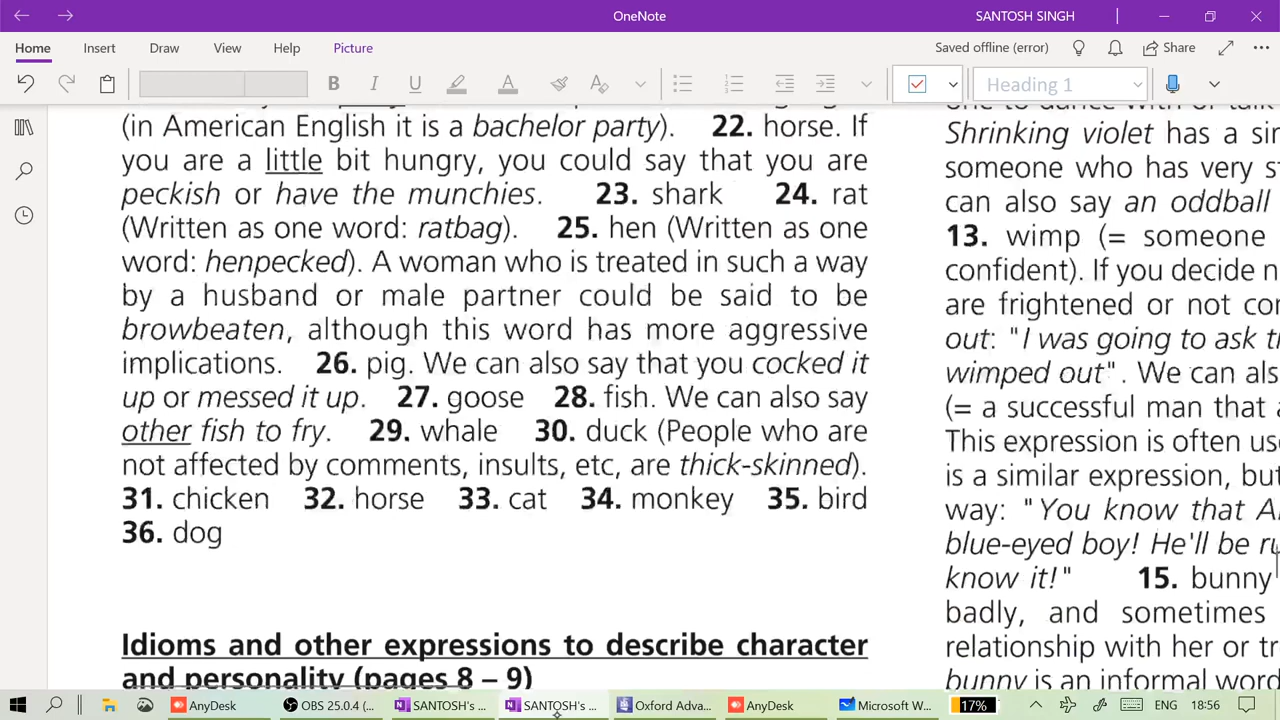 OneNote
SANTOSH SINGH
Home Insert Draw View Help Picture
Saved offline (error)
Share
B I U A
Heading 1
(in American English it is a bachelor party). 22. horse. If
you are a little bit hungry, you could say that you are
peckish or have the munchies. 23. shark 24. rat
(Written as one word: ratbag). 25. hen (Written as one
word: henpecked). A woman who is treated in such a way
by a husband or male partner could be said to be
browbeaten, although this word has more aggressive
implications. 26. pig. We can also say that you cocked it
up or messed it up. 27. goose 28. fish. We can also say
other fish to fry. 29. whale 30. duck (People who are
not affected by comments, insults, etc, are thick-skinned).
31. chicken 32. horse 33. cat 34. monkey 35. bird
36. dog
Idioms and other expressions to describe character
and personality (pages 8 – 9)
Shrinking violet has a si
someone who has very s
can also say an oddball
13. wimp (= someone
confident). If you decide n
are frightened or not co
out: "I was going to ask t
wimped out". We can als
(= a successful man that a
This expression is often use
is a similar expression, but
way: "You know that A
blue-eyed boy! He'll be ru
know it!" 15. bunny
badly, and sometimes
relationship with her or tr
bunny is an informal word
AnyDesk OBS 25.0.4 (... SANTOSH's ... SANTOSH's ... Oxford Adva... AnyDesk Microsoft W... 17% ENG 18:56